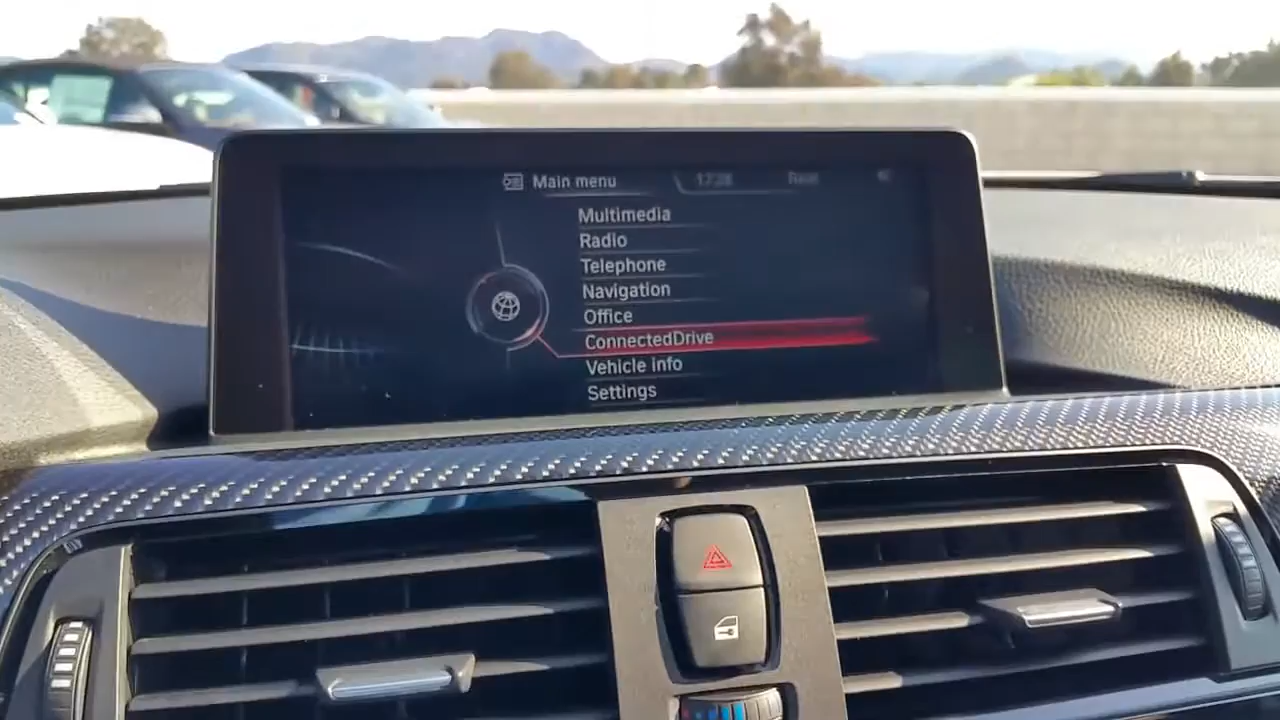 Main menu
Multimedia
Radio
Telephone
Navigation
Office
ConnectedDrive
Vehicle info
Settings